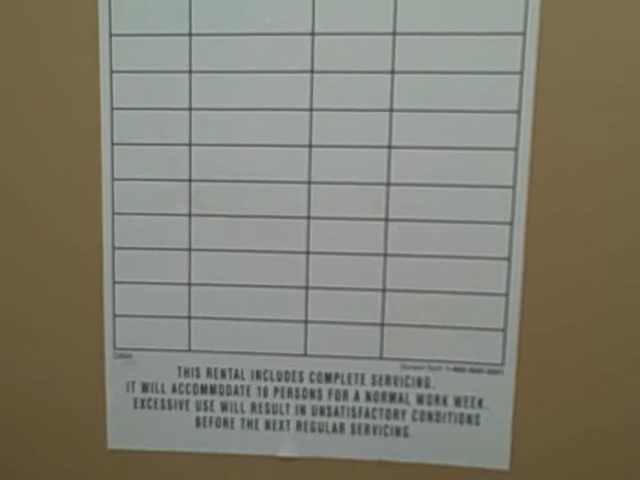 THIS RENTAL INCLUDES COMPLETE SERVICING.
IT WILL ACCOMMODATE 10 PERSONS FOR A NORMAL WORK WEEK.
EXCESSIVE USE WILL RESULT IN UNSATISFACTORY CONDITIONS
BEFORE THE NEXT REGULAR SERVICING.